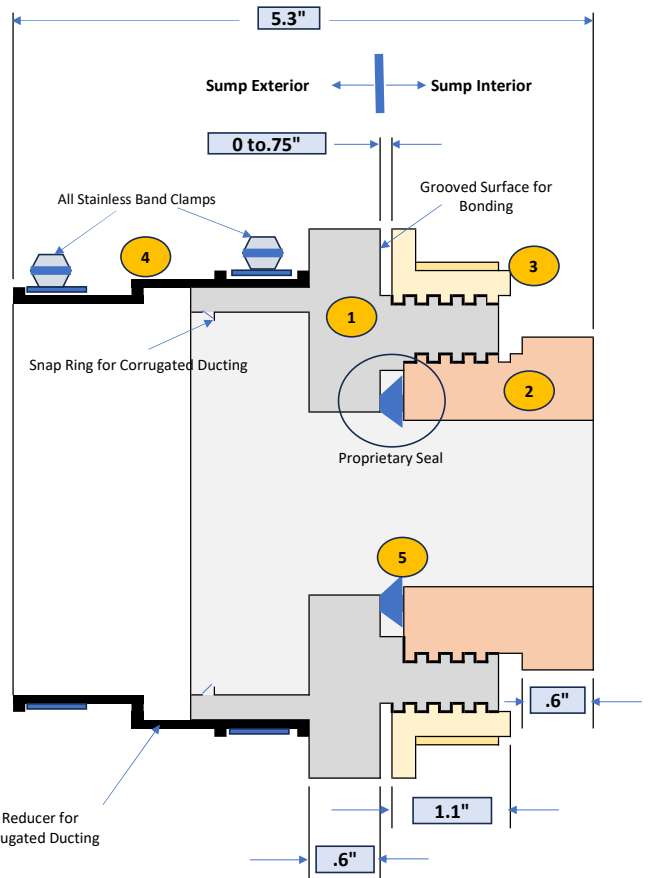 5.3"
Sump Exterior
Sump Interior
0 to.75"
Grooved Surface for
Bonding
All Stainless Band Clamps
4
3
1
Snap Ring for Corrugated Ducting
2
Proprietary Seal
5
.6"
1.1"
Reducer for
ugated Ducting
.6"